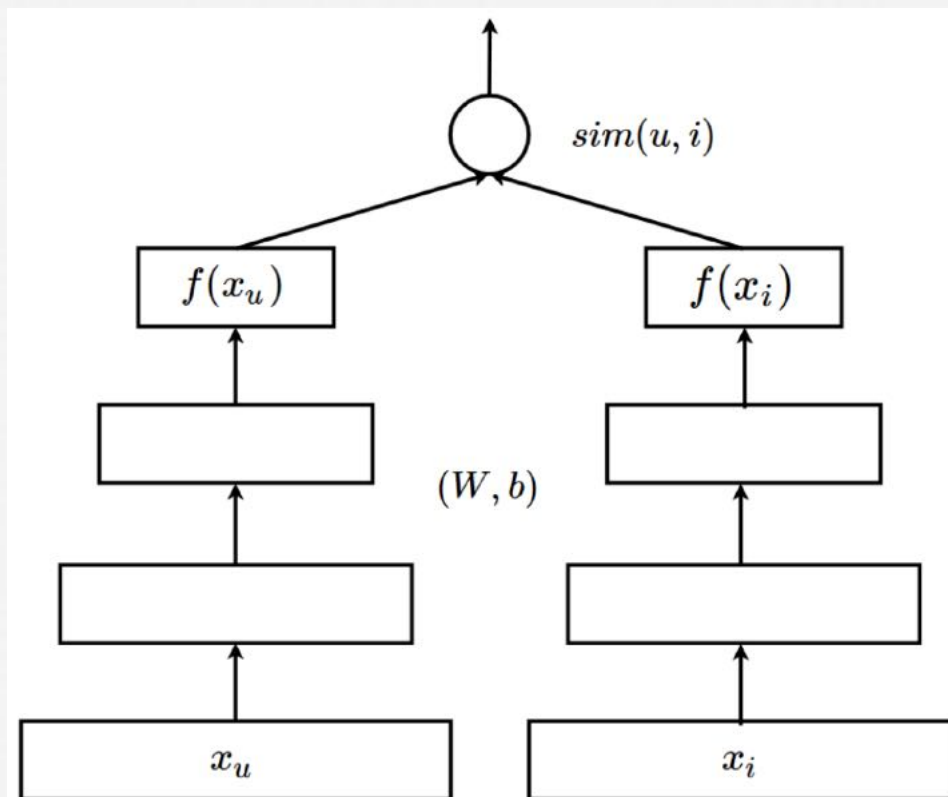 sim(u, i)
f(x_u)
f(x_i)
(W, b)
x_u
x_i